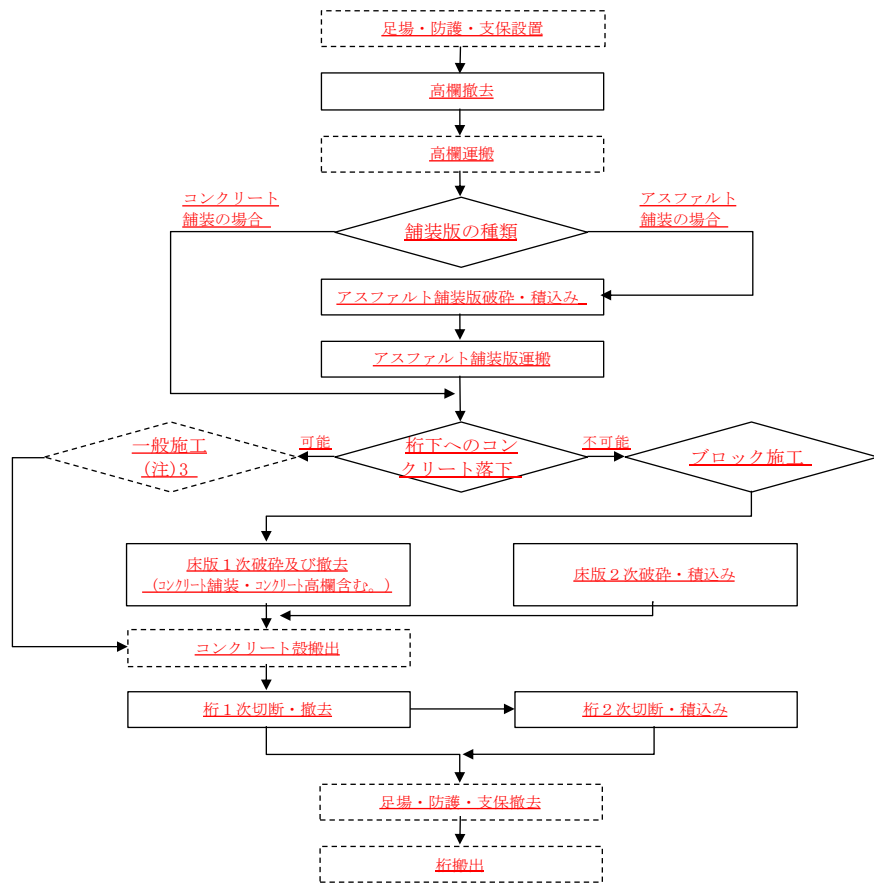 足場・防護・支保設置
高欄撤去
高欄運搬
コンクリート
舗装の場合
アスファルト
舗装の場合
舗装版の種類
アスファルト舗装版破砕・積込み
アスファルト舗装版運搬
一般施工
(注)3
可能
桁下へのコン
クリート落下
不可能
ブロック施工
床版１次破砕及び撤去
(ｺﾝｸﾘｰﾄ舗装・ｺﾝｸﾘｰﾄ高欄含む。)
床版２次破砕・積込み
コンクリート殻搬出
桁１次切断・撤去
桁２次切断・積込み
足場・防護・支保撤去
桁搬出